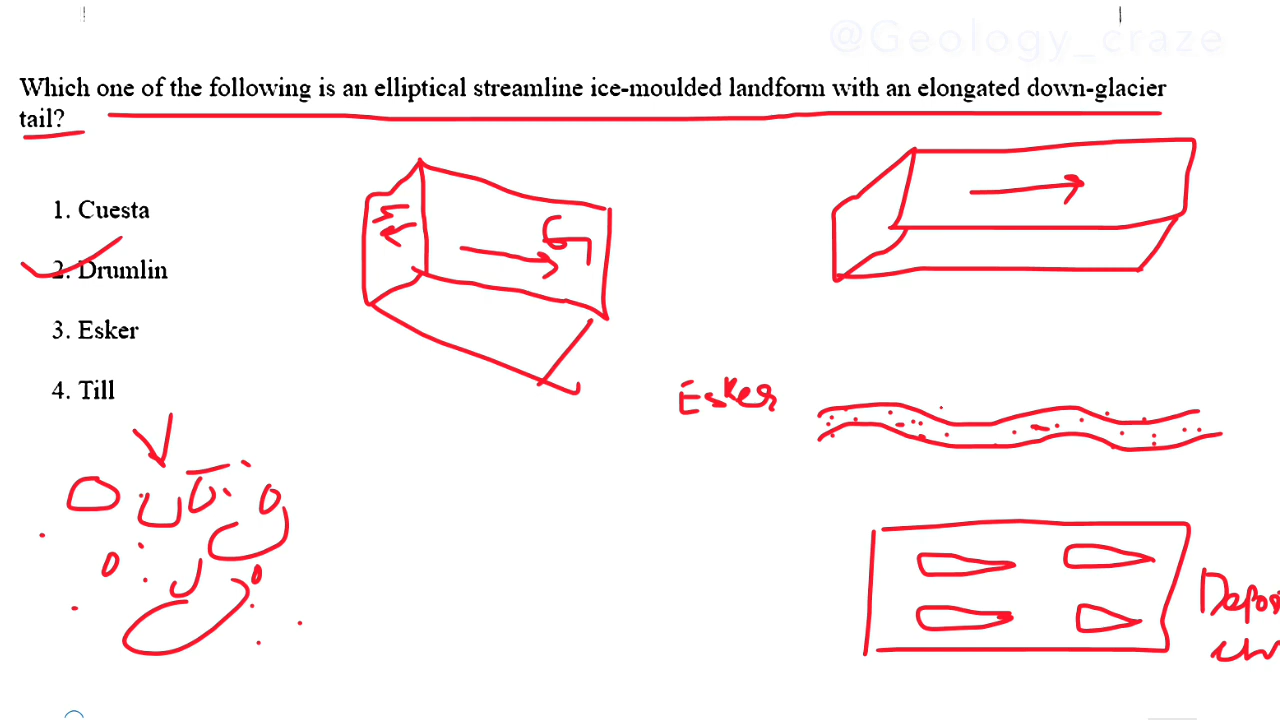 @Geology_craze
Which one of the following is an elliptical streamline ice-moulded landform with an elongated down-glacier
tail?
1. Cuesta
2. Drumlin
3. Esker
4. Till
G
Esker
Depos